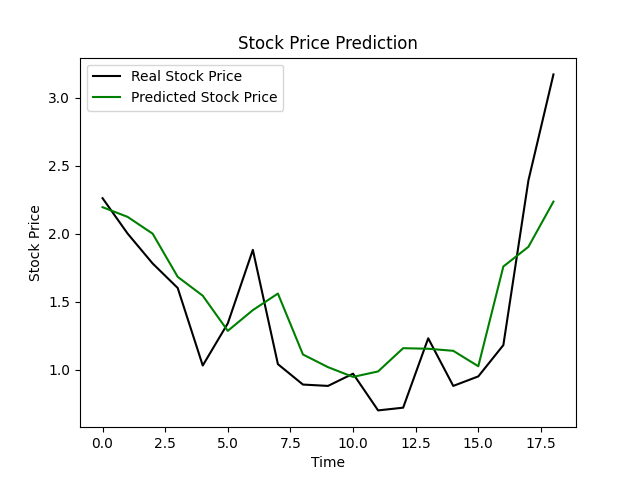 Stock Price Prediction
Real Stock Price
Predicted Stock Price
Stock Price
3.0
2.5
2.0
1.5
1.0
0.0 2.5 5.0 7.5 10.0 12.5 15.0 17.5
Time